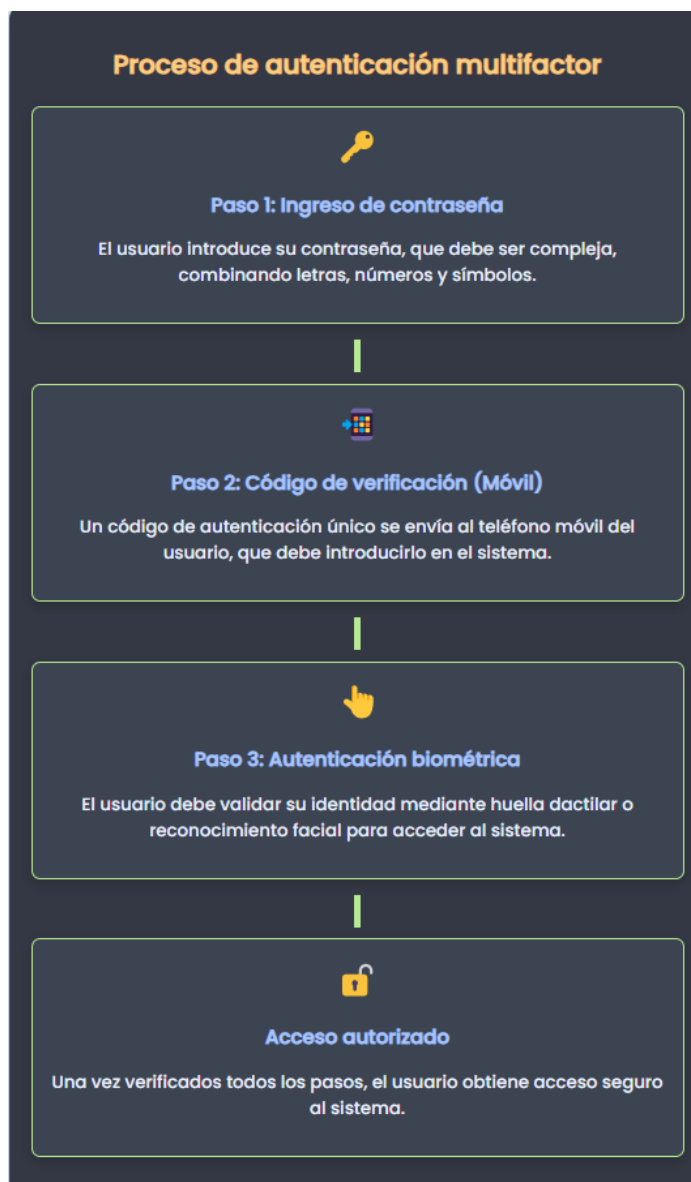 Proceso de autenticación multifactor
Paso 1: Ingreso de contraseña
El usuario introduce su contraseña, que debe ser compleja,
combinando letras, números y símbolos.
Paso 2: Código de verificación (Móvil)
Un código de autenticación único se envía al teléfono móvil del
usuario, que debe introducirlo en el sistema.
Paso 3: Autenticación biométrica
El usuario debe validar su identidad mediante huella dactilar o
reconocimiento facial para acceder al sistema.
Acceso autorizado
Una vez verificados todos los pasos, el usuario obtiene acceso seguro
al sistema.